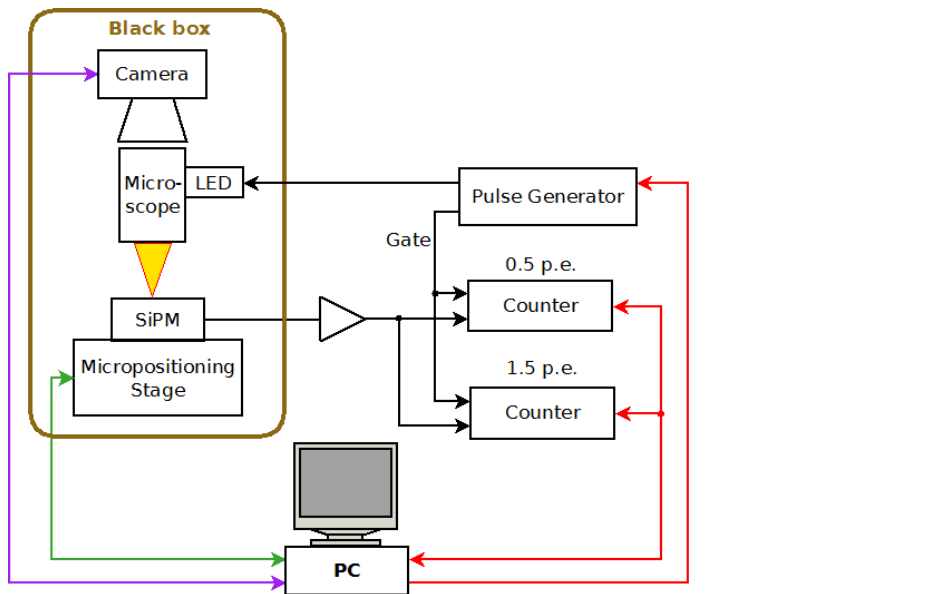 Black box
Camera
Micro-
scope
LED
Pulse Generator
Gate
0.5 p.e.
Counter
SiPM
1.5 p.e.
Counter
Micropositioning
Stage
PC